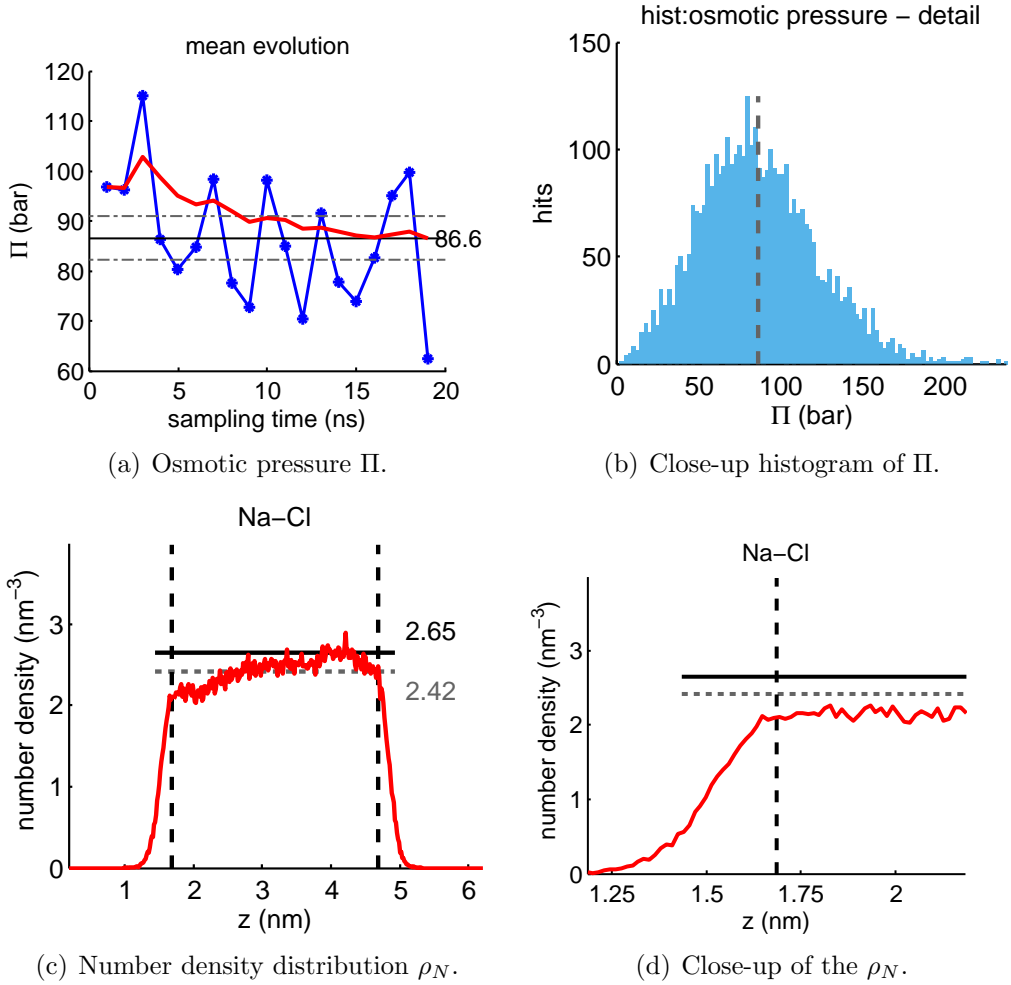 mean evolution
120
110
100
90
80
70
60
Π (bar)
86.6
0 5 10 15 20
sampling time (ns)
(a) Osmotic pressure Π.
hist:osmotic pressure – detail
150
100
50
0
hits
0 50 100 150 200
Π (bar)
(b) Close-up histogram of Π.
Na–Cl
3
2
1
0
number density (nm⁻³)
2.65
2.42
1 2 3 4 5 6
z (nm)
(c) Number density distribution ρ_N.
Na–Cl
3
2
1
0
number density (nm⁻³)
1.25 1.5 1.75 2
z (nm)
(d) Close-up of the ρ_N.